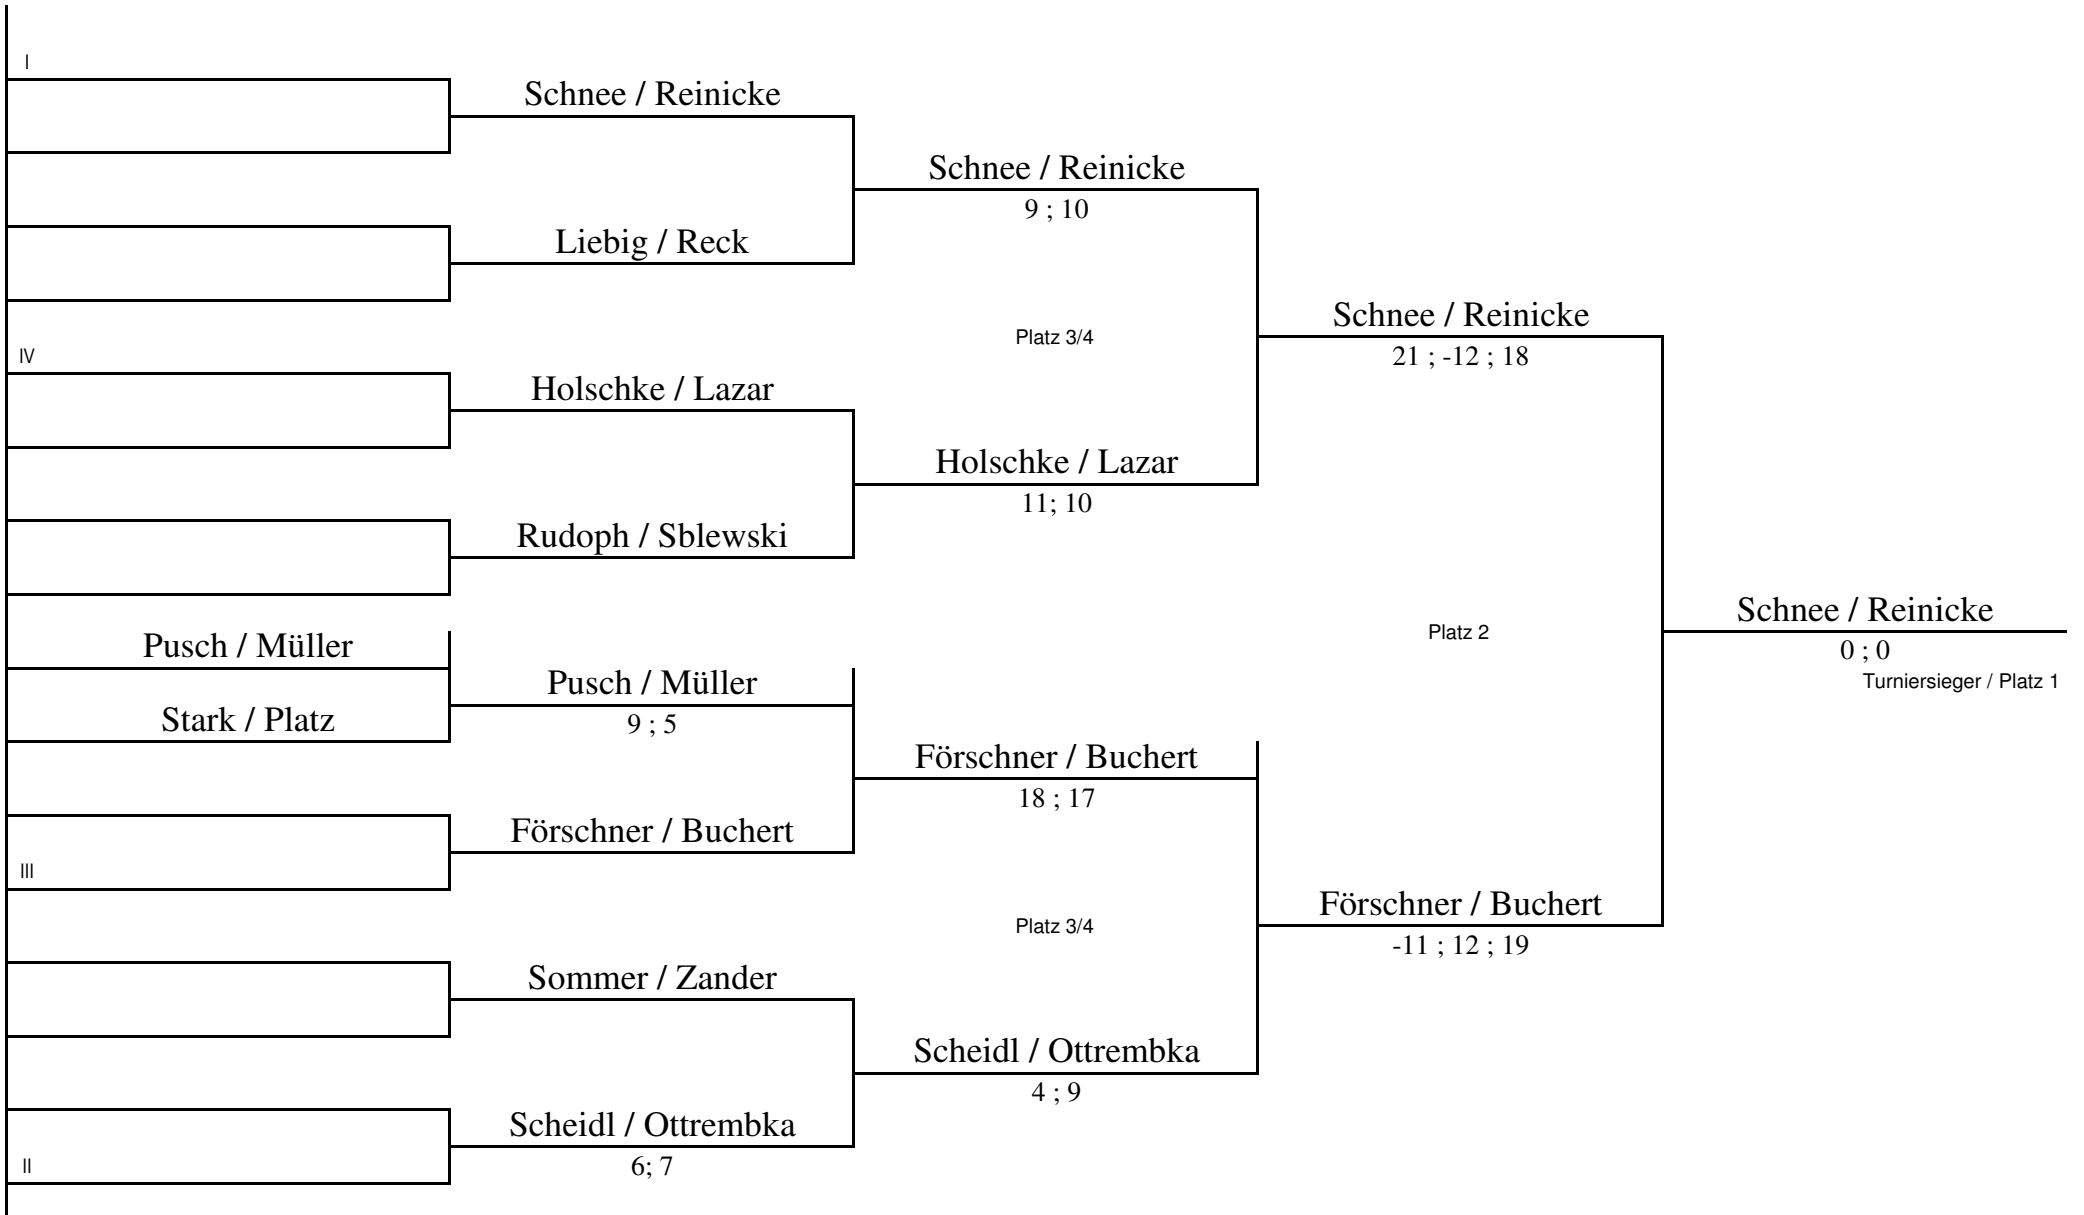 I
Schnee / Reinicke
Schnee / Reinicke
9 ; 10
Liebig / Reck
Platz 3/4
Schnee / Reinicke
21 ; -12 ; 18
IV
Holschke / Lazar
Holschke / Lazar
11; 10
Rudoph / Sblewski
Schnee / Reinicke
0 ; 0
Turniersieger / Platz 1
Platz 2
Pusch / Müller
Pusch / Müller
9 ; 5
Stark / Platz
Förschner / Buchert
18 ; 17
Förschner / Buchert
III
Platz 3/4
Förschner / Buchert
-11 ; 12 ; 19
Sommer / Zander
Scheidl / Ottrembka
4 ; 9
Scheidl / Ottrembka
6; 7
II